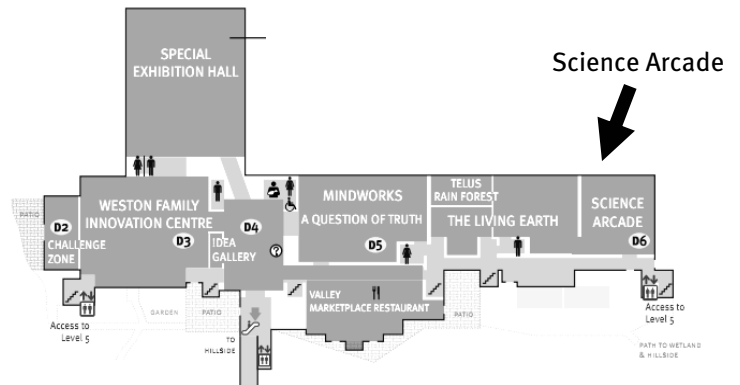 SPECIAL
EXHIBITION HALL
Science Arcade
PATIO
D2
CHALLENGE
ZONE
WESTON FAMILY
INNOVATION CENTRE
D3
D4
IDEA
GALLERY
?
MINDWORKS
A QUESTION OF TRUTH
D5
TELUS
RAIN FOREST
THE LIVING EARTH
SCIENCE
ARCADE
D6
VALLEY
MARKETPLACE RESTAURANT
Access to
Level 5
GARDEN
PATIO
TO
HILLSIDE
PATIO
Access to
Level 5
PATH TO WETLAND
& HILLSIDE